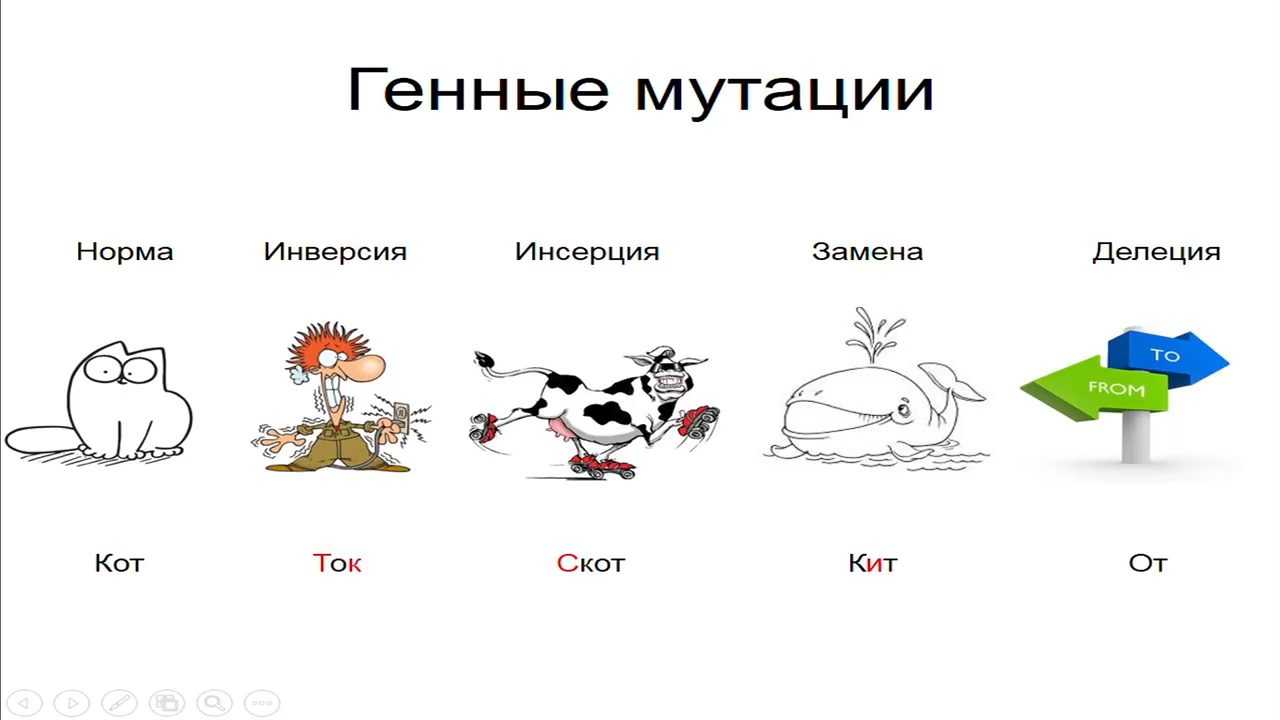 Генные мутации
Норма Инверсия Инсерция Замена Делеция
TO
FROM
Кот Ток Скот Кит От